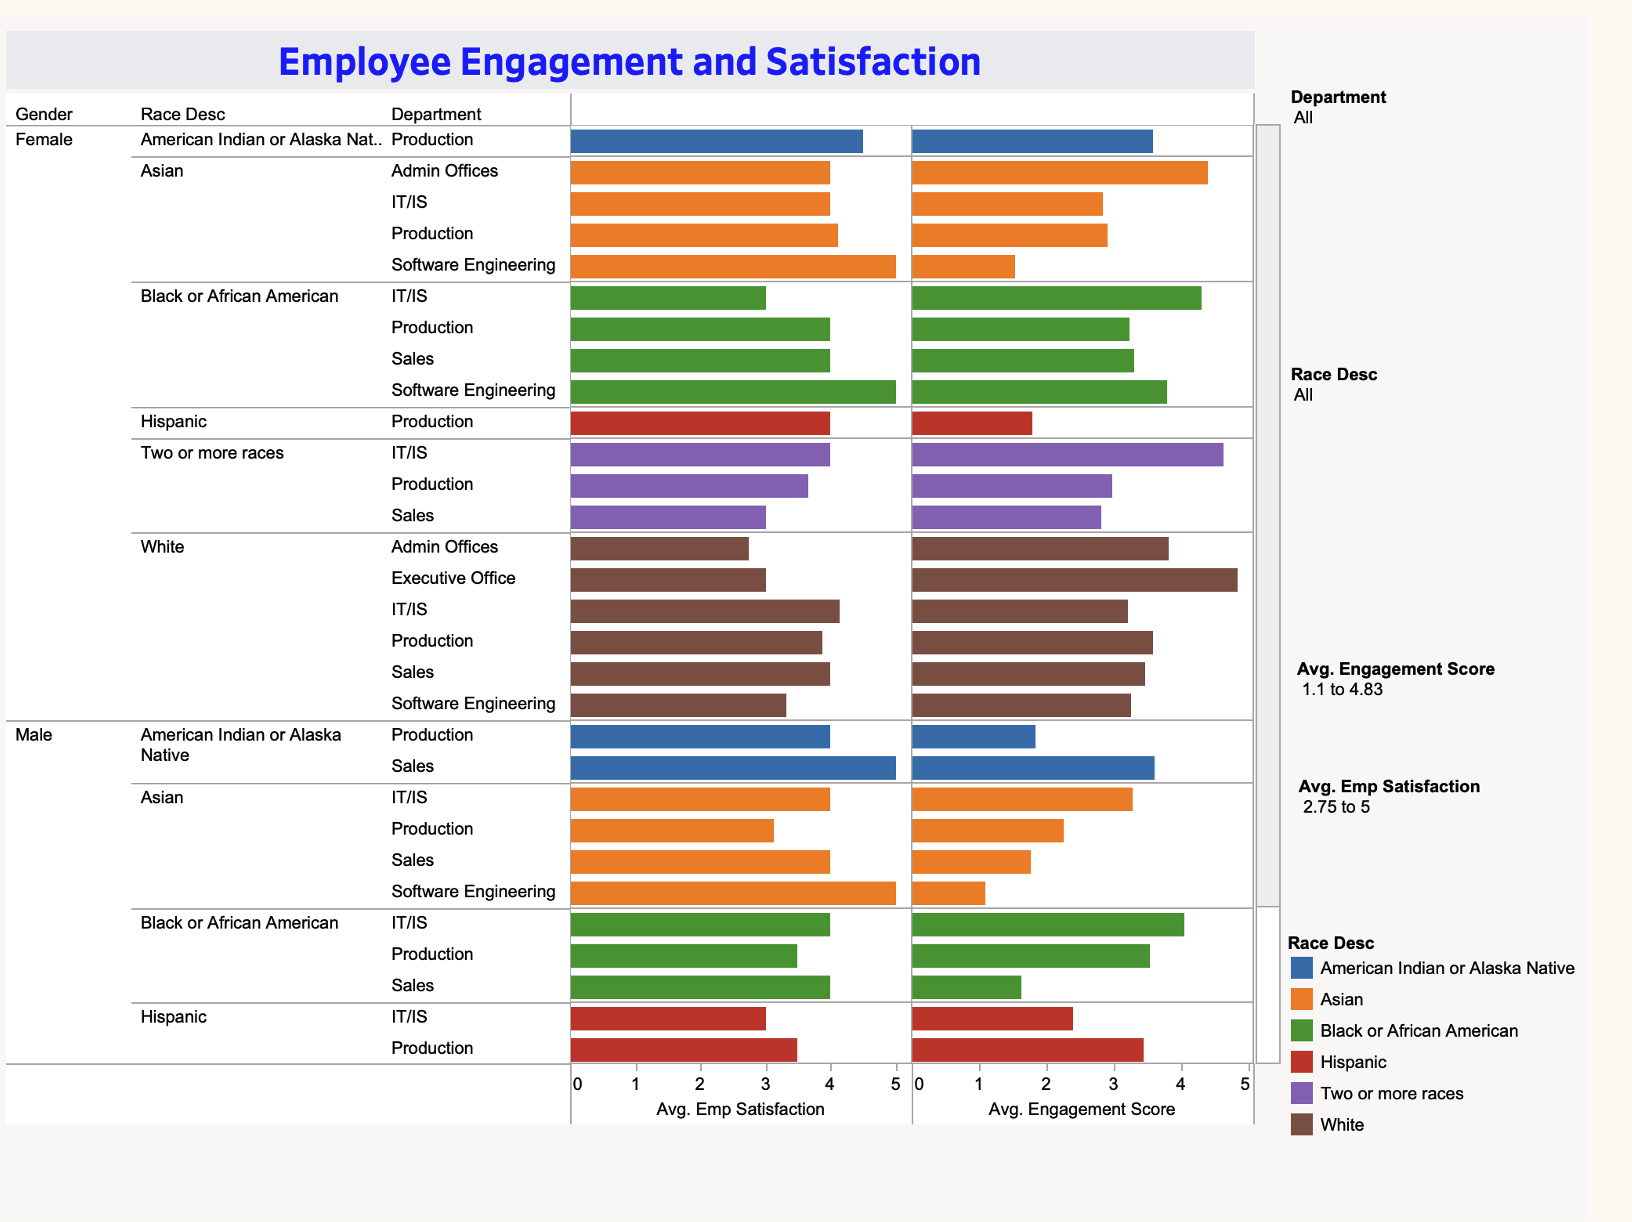 Employee Engagement and Satisfaction
Gender Race Desc Department
Female American Indian or Alaska Nat.. Production
Asian Admin Offices
IT/IS
Production
Software Engineering
Black or African American IT/IS
Production
Sales
Software Engineering
Hispanic Production
Two or more races IT/IS
Production
Sales
White Admin Offices
Executive Office
IT/IS
Production
Sales
Software Engineering
Male American Indian or Alaska Production
Native
Sales
Asian IT/IS
Production
Sales
Software Engineering
Black or African American IT/IS
Production
Sales
Hispanic IT/IS
Production
0 1 2 3 4 5 0 1 2 3 4 5
Avg. Emp Satisfaction Avg. Engagement Score
Department
All
Race Desc
All
Avg. Engagement Score
1.1 to 4.83
Avg. Emp Satisfaction
2.75 to 5
Race Desc
American Indian or Alaska Native
Asian
Black or African American
Hispanic
Two or more races
White